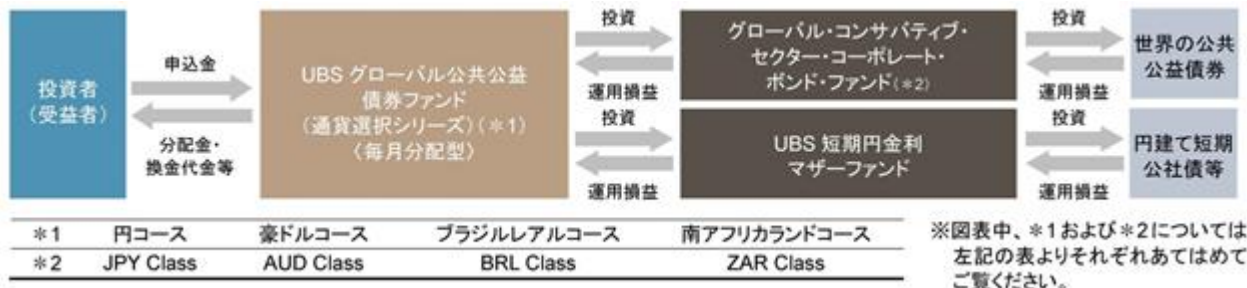 投資者
(受益者)
申込金
分配金・
換金代金等
UBS グローバル公共公益
債券ファンド
(通貨選択シリーズ)(*1)
〈毎月分配型〉
投資
運用損益
投資
運用損益
グローバル・コンサバティブ・
セクター・コーポレート・
ボンド・ファンド(*2)
UBS 短期円金利
マザーファンド
投資
運用損益
投資
運用損益
世界の公共
公益債券
円建て短期
公社債等
*1 円コース 豪ドルコース ブラジルレアルコース 南アフリカランドコース
*2 JPY Class AUD Class BRL Class ZAR Class
※図表中、*1および*2については
左記の表よりそれぞれあてはめて
ご覧ください。